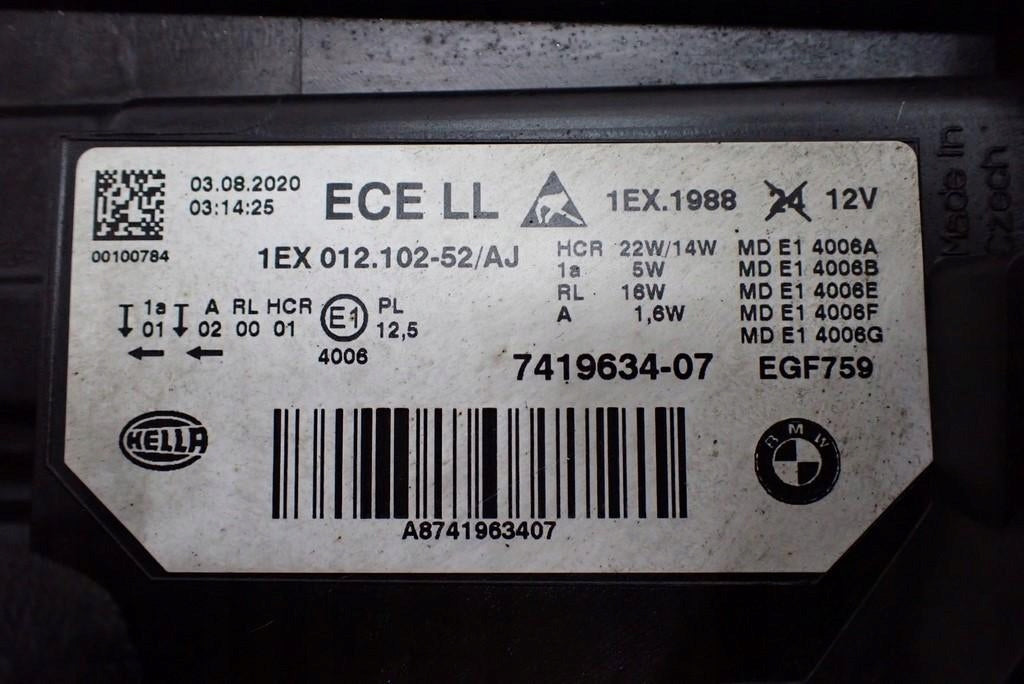 03.08.2020
03:14:25
00100784
ECE LL
1EX.1988 24 12V
1EX 012.102-52/AJ
HCR 22W/14W MD E1 4006A
1a 5W MD E1 4006B
RL 16W MD E1 4006E
A 1,6W MD E1 4006F
MD E1 4006G
1a A RL HCR E1 PL
01 02 00 01 12,5
4006
7419634-07 EGF759
HELLA
BMW
A8741963407
Made in
Czech